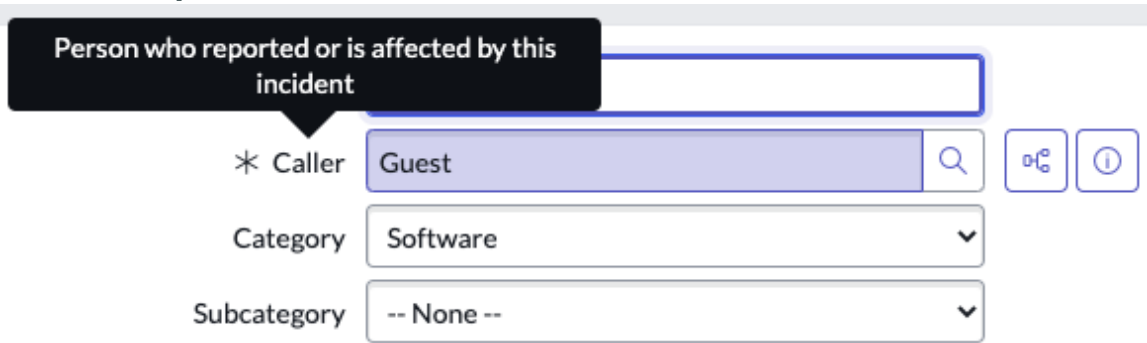 Person who reported or is affected by this
incident
✳ Caller Guest
Category Software
Subcategory -- None --